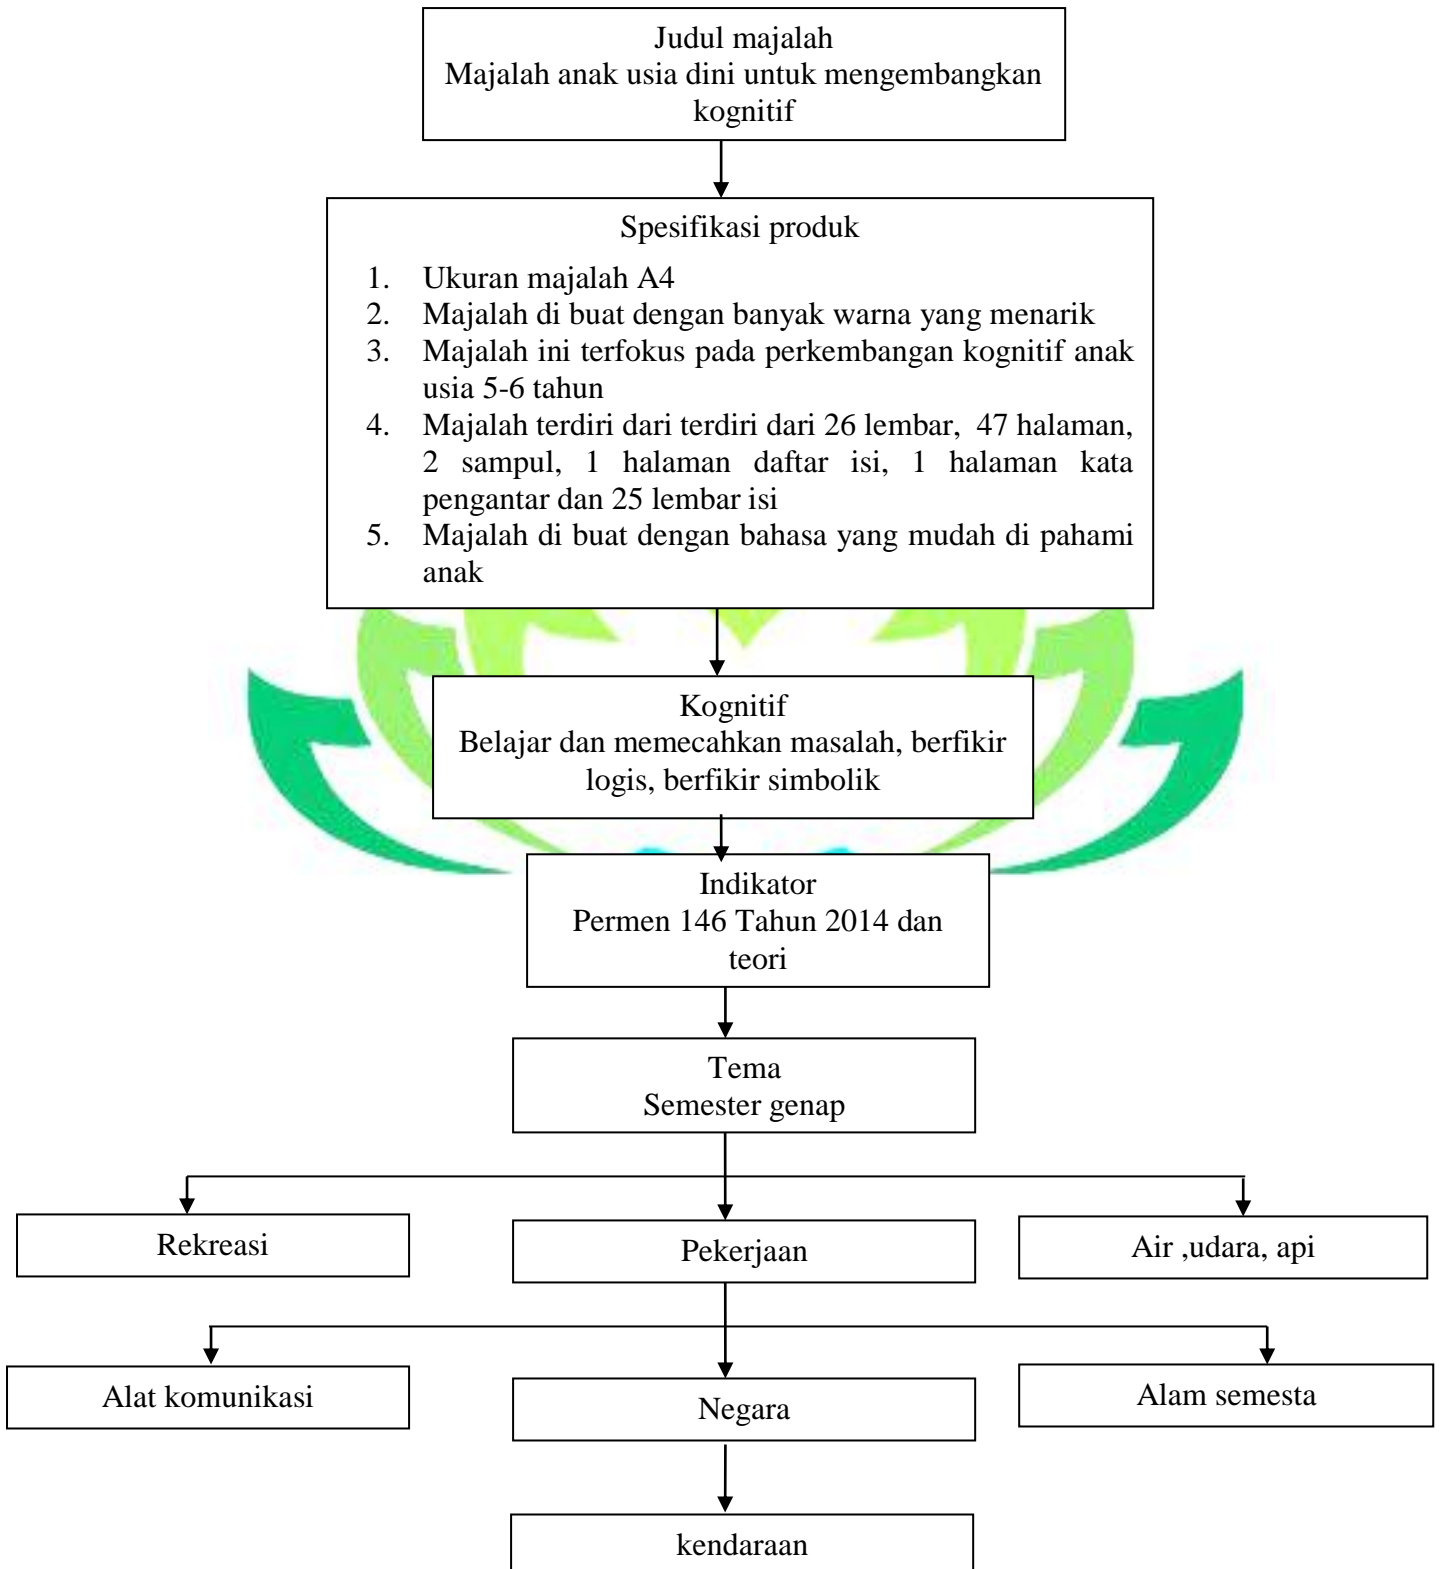 Judul majalah
Majalah anak usia dini untuk mengembangkan
kognitif
Spesifikasi produk
1. Ukuran majalah A4
2. Majalah di buat dengan banyak warna yang menarik
3. Majalah ini terfokus pada perkembangan kognitif anak
usia 5-6 tahun
4. Majalah terdiri dari terdiri dari 26 lembar, 47 halaman,
2 sampul, 1 halaman daftar isi, 1 halaman kata
pengantar dan 25 lembar isi
5. Majalah di buat dengan bahasa yang mudah di pahami
anak
Kognitif
Belajar dan memecahkan masalah, berfikir
logis, berfikir simbolik
Indikator
Permen 146 Tahun 2014 dan
teori
Tema
Semester genap
Rekreasi
Pekerjaan
Air ,udara, api
Alat komunikasi
Negara
Alam semesta
kendaraan